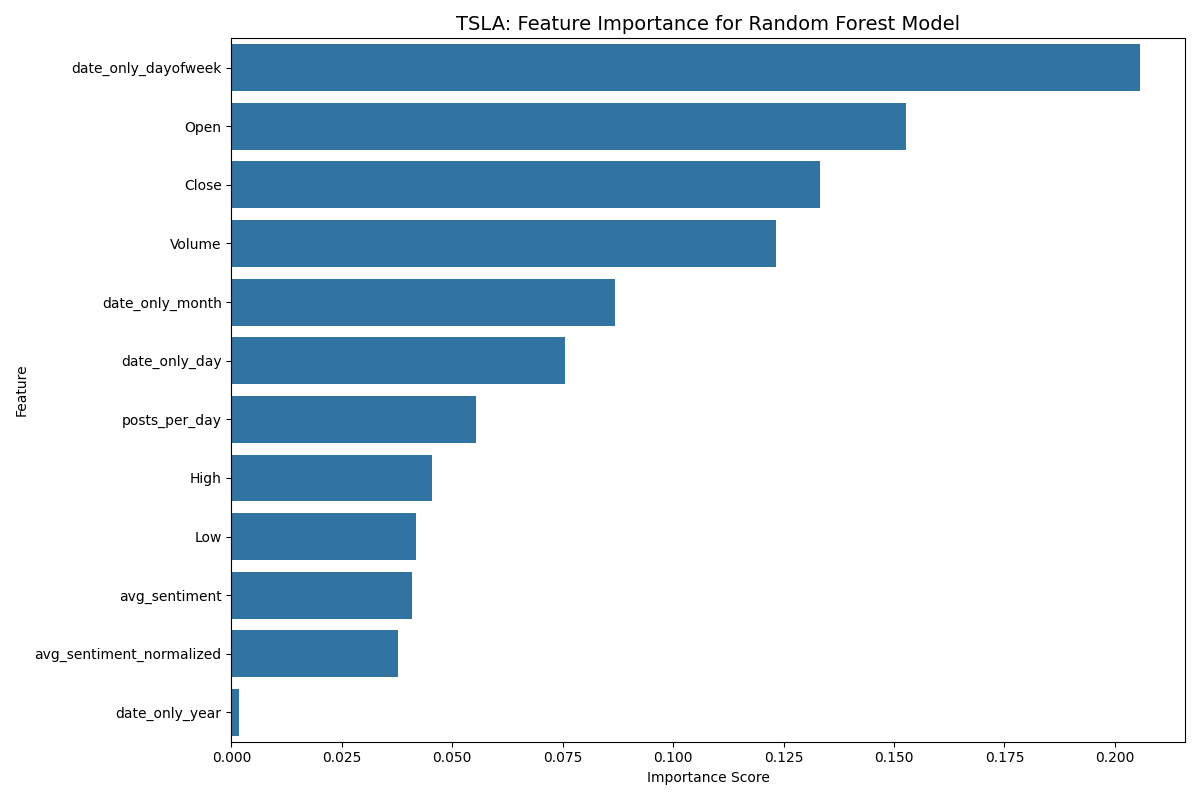 TSLA: Feature Importance for Random Forest Model
date_only_dayofweek
Open
Close
Volume
date_only_month
date_only_day
posts_per_day
High
Low
avg_sentiment
avg_sentiment_normalized
date_only_year
Feature
0.000 0.025 0.050 0.075 0.100 0.125 0.150 0.175 0.200
Importance Score